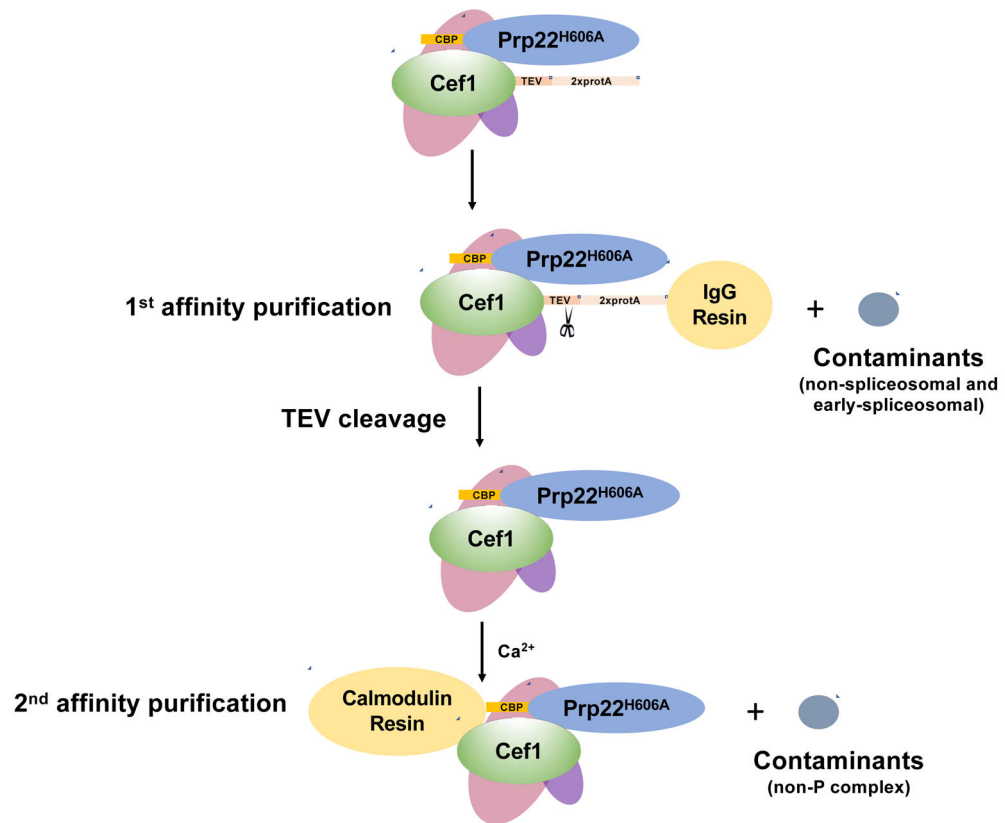 CBP
Prp22H606A
Cef1
TEV
2xprotA
CBP
Prp22H606A
1st affinity purification
Cef1
TEV
2xprotA
IgG
Resin
+
Contaminants
(non-spliceosomal and
early-spliceosomal)
TEV cleavage
CBP
Prp22H606A
Cef1
Ca2+
2nd affinity purification
Calmodulin
Resin
CBP
Prp22H606A
Cef1
+
Contaminants
(non-P complex)